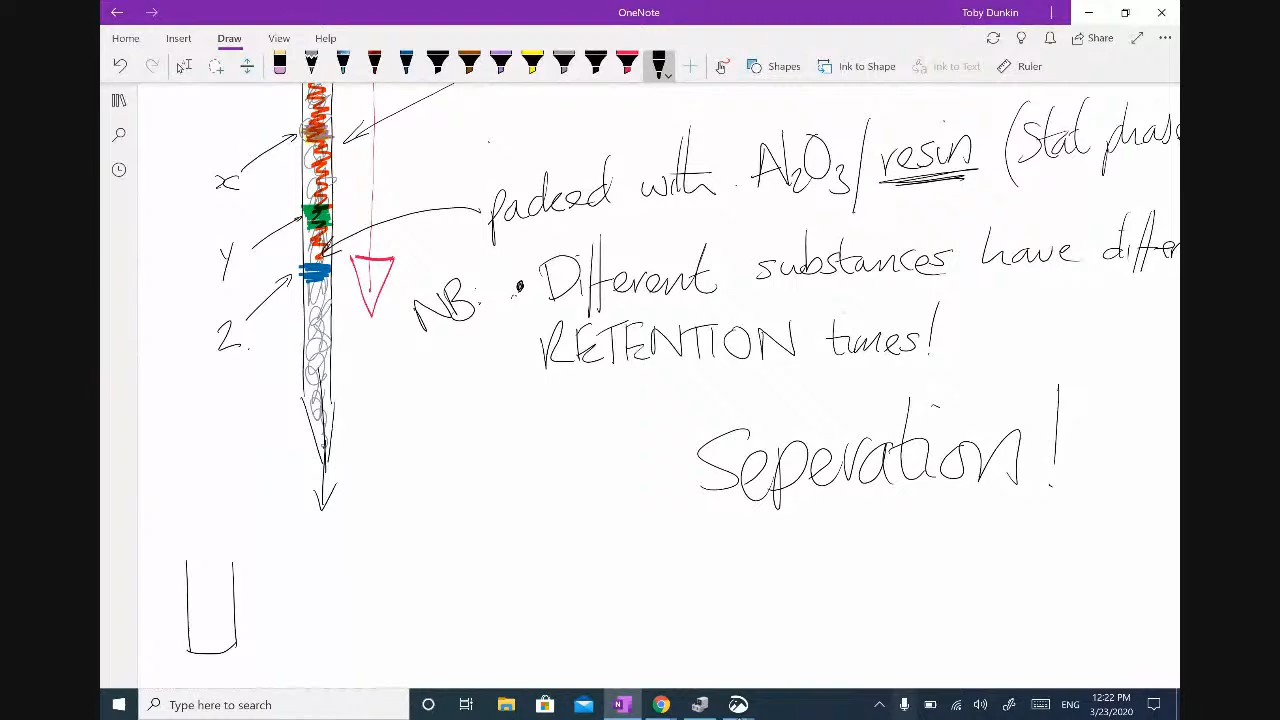 OneNote
Toby Dunkin
Home Insert Draw View Help
Share
Shapes Ink to Shape Ink to Text Ruler
packed with Al2O3/resin (Stat phas
x
y
z.
NB: • Different substances have differ
RETENTION times!
Seperation!
Type here to search
ENG
12:22 PM
3/23/2020